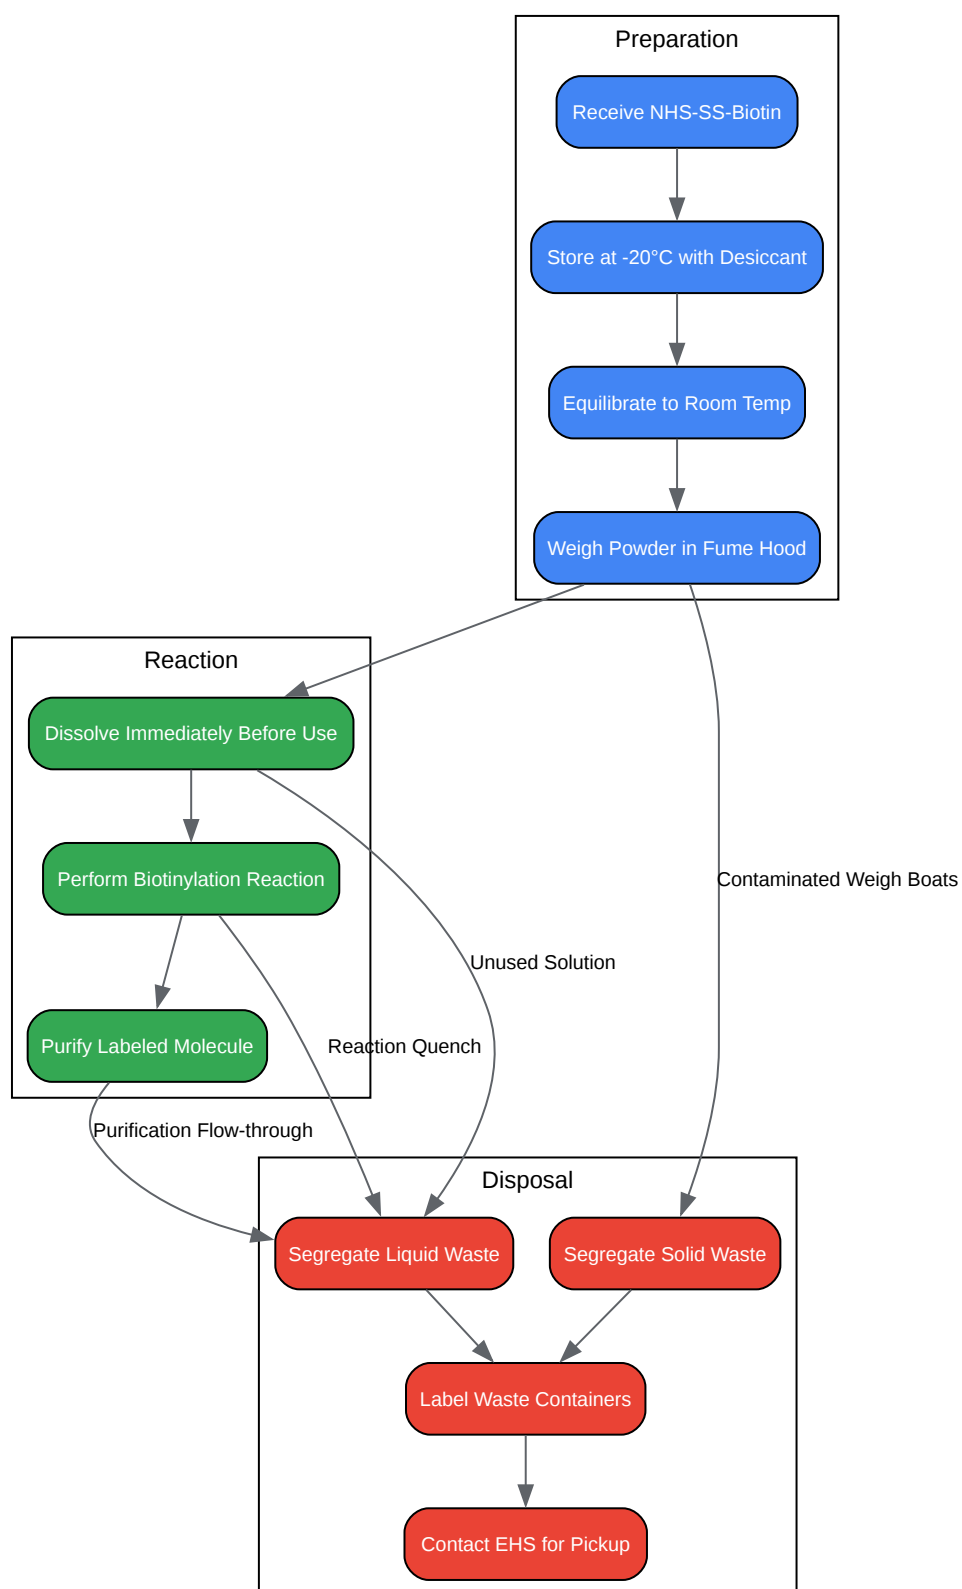 Preparation
Receive NHS-SS-Biotin
Store at -20°C with Desiccant
Equilibrate to Room Temp
Weigh Powder in Fume Hood
Reaction
Dissolve Immediately Before Use
Perform Biotinylation Reaction
Contaminated Weigh Boats
Unused Solution
Purify Labeled Molecule
Reaction Quench
Purification Flow-through
Disposal
Segregate Liquid Waste
Segregate Solid Waste
Label Waste Containers
Contact EHS for Pickup